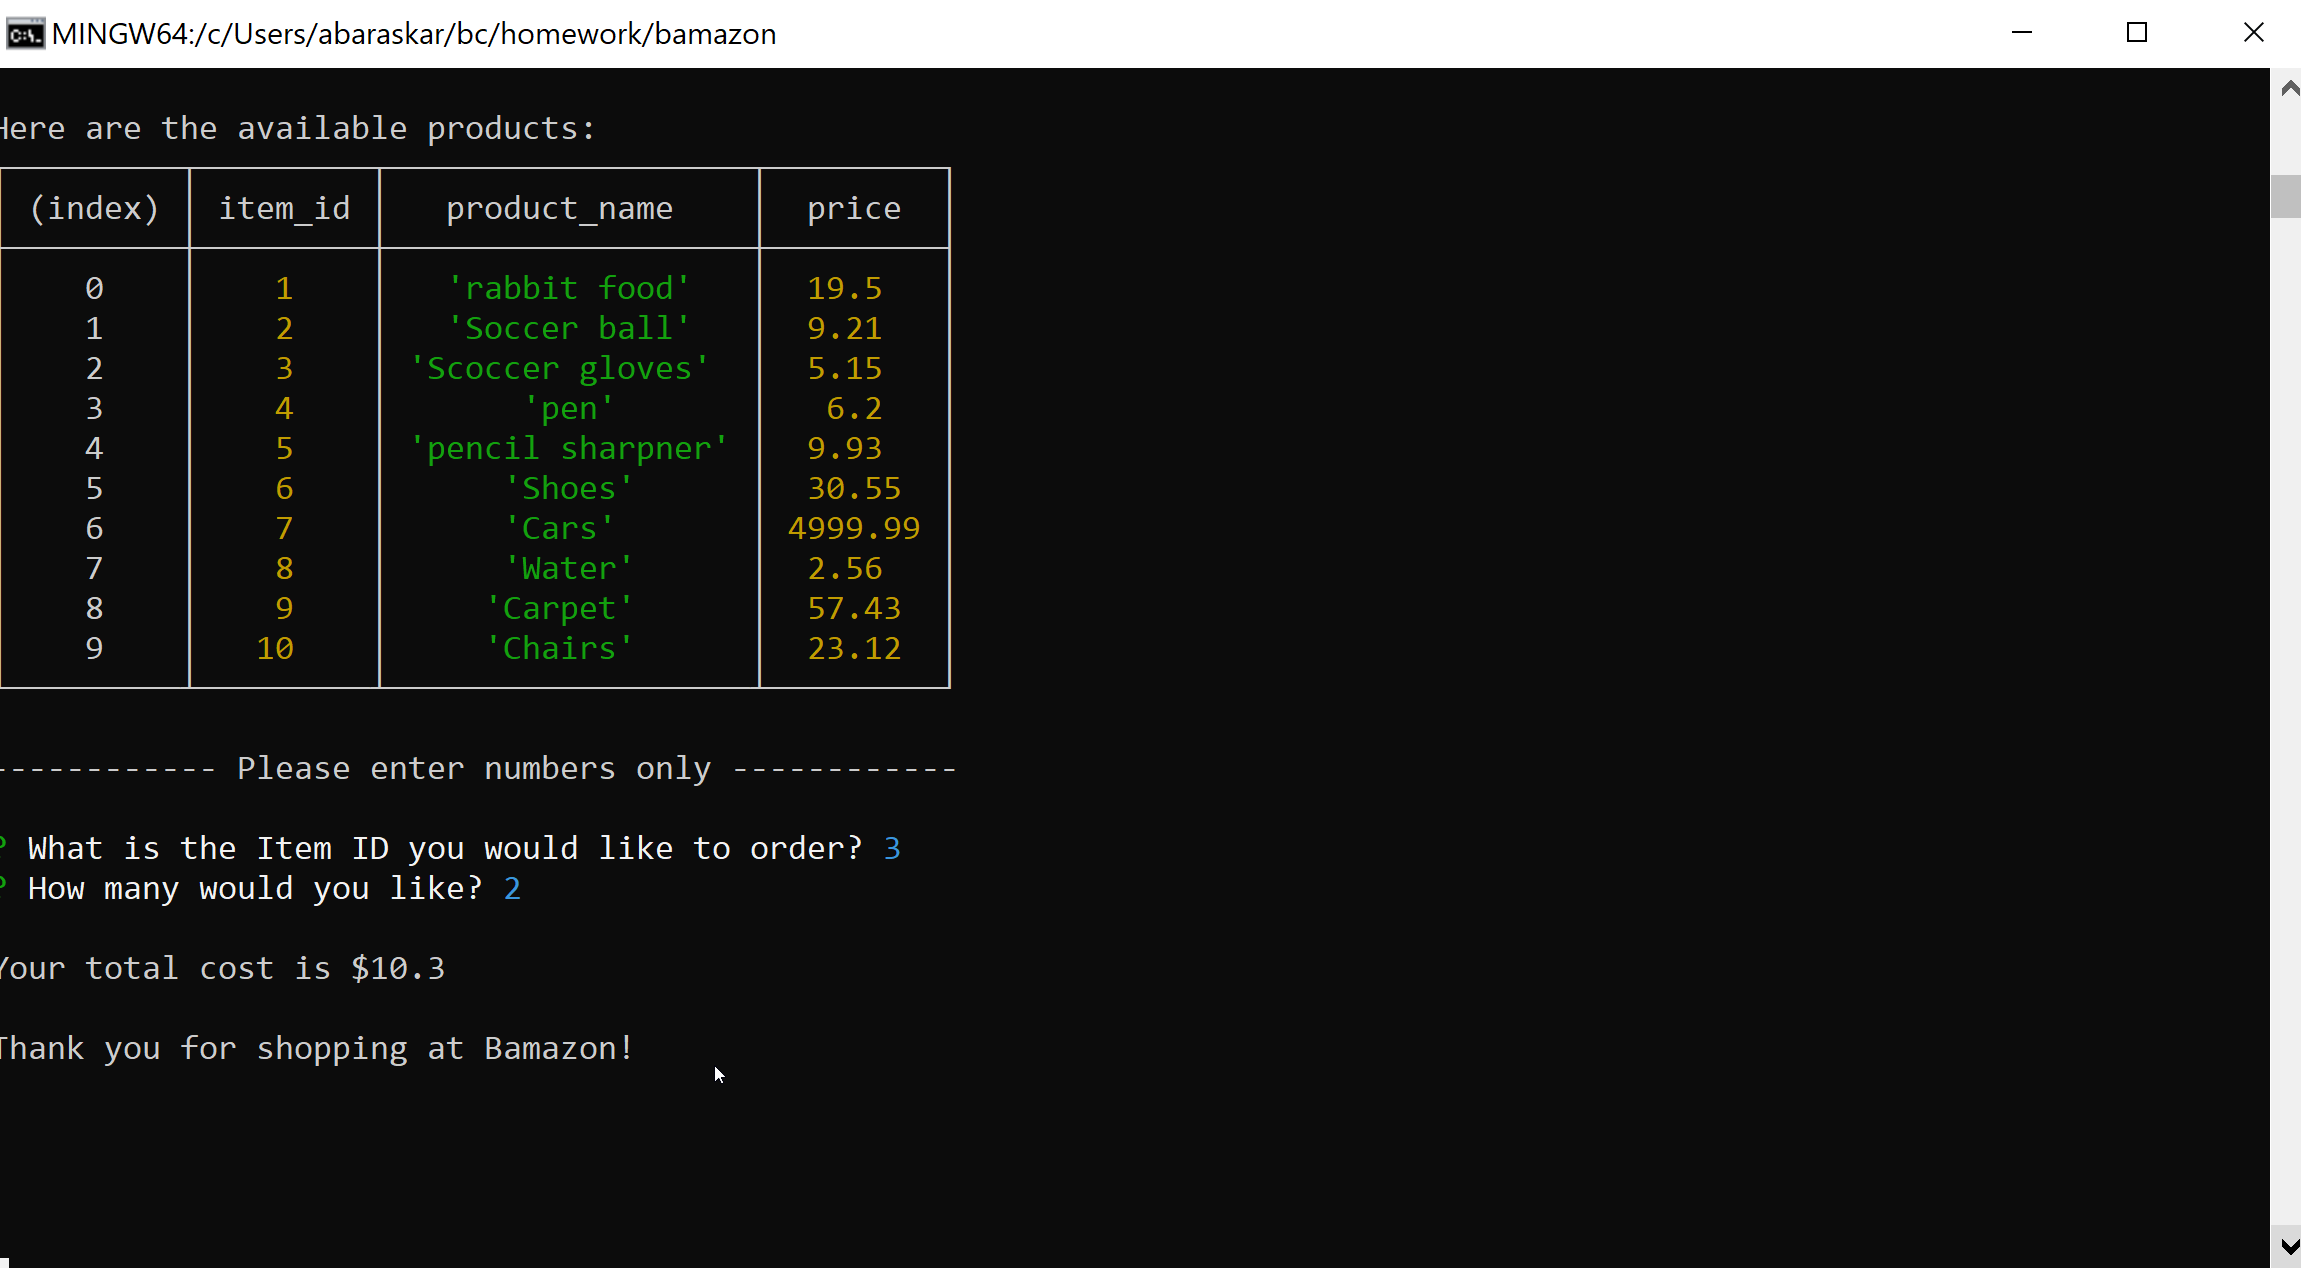 MINGW64:/c/Users/abaraskar/bc/homework/bamazon
Here are the available products:
(index) item_id product_name price
0 1 'rabbit food' 19.5
1 2 'Soccer ball' 9.21
2 3 'Scoccer gloves' 5.15
3 4 'pen' 6.2
4 5 'pencil sharpner' 9.93
5 6 'Shoes' 30.55
6 7 'Cars' 4999.99
7 8 'Water' 2.56
8 9 'Carpet' 57.43
9 10 'Chairs' 23.12
------------ Please enter numbers only ------------
? What is the Item ID you would like to order? 3
? How many would you like? 2
Your total cost is $10.3
Thank you for shopping at Bamazon!